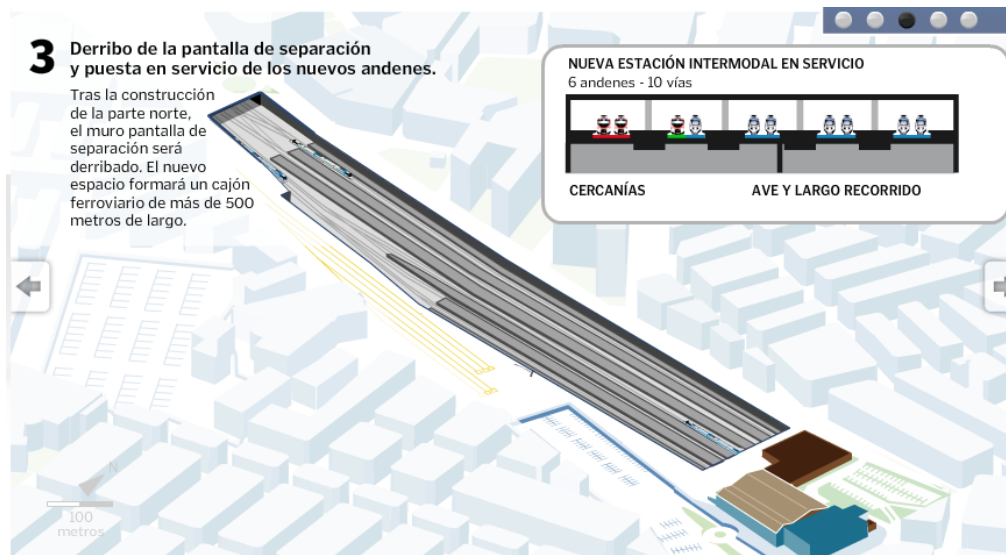 3
Derribo de la pantalla de separación
y puesta en servicio de los nuevos andenes.
Tras la construcción
de la parte norte,
el muro pantalla de
separación será
derribado. El nuevo
espacio formará un cajón
ferroviario de más de 500
metros de largo.
NUEVA ESTACIÓN INTERMODAL EN SERVICIO
6 andenes - 10 vías
CERCANÍAS
AVE Y LARGO RECORRIDO
N
100
metros